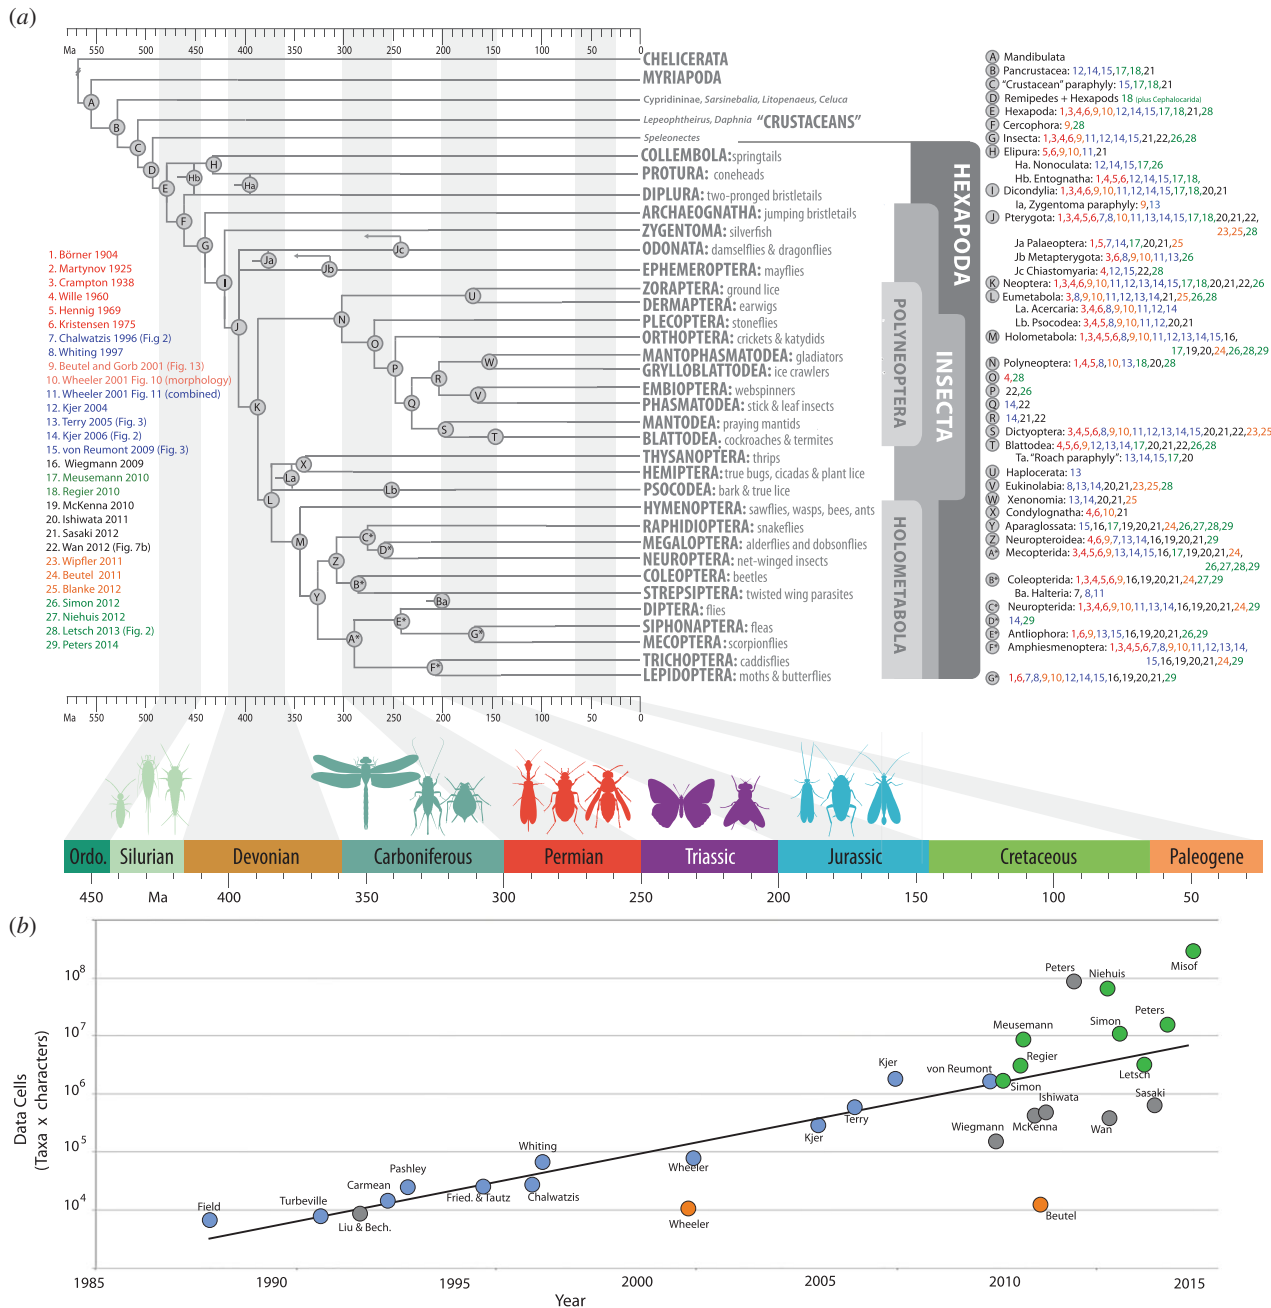 (a)
Ma 550 500 450 400 350 300 250 200 150 100 50 0
CHELICERATA
MYRIAPODA
Cypridininae, Sarsinebalia, Litopenaeus, Celuca
Lepeophtheirus, Daphnia "CRUSTACEANS"
Speleonectes
COLLEMBOLA: springtails
PROTURA: coneheads
DIPLURA: two-pronged bristletails
ARCHAEOGNATHA: jumping bristletails
ZYGENTOMA: silverfish
ODONATA: damselflies & dragonflies
EPHEMEROPTERA: mayflies
ZORAPTERA: ground lice
DERMAPTERA: earwigs
PLECOPTERA: stoneflies
ORTHOPTERA: crickets & katydids
MANTOPHASMATODEA: gladiators
GRYLLOBLATTODEA: ice crawlers
EMBIOPTERA: webspinners
PHASMATODEA: stick & leaf insects
MANTODEA: praying mantids
BLATTODEA: cockroaches & termites
THYSANOPTERA: thrips
HEMIPTERA: true bugs, cicadas & plant lice
PSOCODEA: bark & true lice
HYMENOPTERA: sawflies, wasps, bees, ants
RAPHIDIOPTERA: snakeflies
MEGALOPTERA: alderflies and dobsonflies
NEUROPTERA: net-winged insects
COLEOPTERA: beetles
STREPSIPTERA: twisted wing parasites
DIPTERA: flies
SIPHONAPTERA: fleas
MECOPTERA: scorpionflies
TRICHOPTERA: caddisflies
LEPIDOPTERA: moths & butterflies
A
B
C
D
E
H
Hb
Ha
F
G
I
Ja
Jb
Jc
J
K
N
U
O
P
W
R
V
Q
S
T
X
La
Lb
L
M
C*
D*
Z
B*
Y
Ba
E*
A*
G*
F*
HEXAPODA
INSECTA
POLYNEOPTERA
HOLOMETABOLA
1. Börner 1904
2. Martynov 1925
3. Crampton 1938
4. Wille 1960
5. Hennig 1969
6. Kristensen 1975
7. Chalwatzis 1996 (Fi.g 2)
8. Whiting 1997
9. Beutel and Gorb 2001 (Fig. 13)
10. Wheeler 2001 Fig. 10 (morphology)
11. Wheeler 2001 Fig. 11 (combined)
12. Kjer 2004
13. Terry 2005 (Fig. 3)
14. Kjer 2006 (Fig. 2)
15. von Reumont 2009 (Fig. 3)
16. Wiegmann 2009
17. Meusemann 2010
18. Regier 2010
19. McKenna 2010
20. Ishiwata 2011
21. Sasaki 2012
22. Wan 2012 (Fig. 7b)
23. Wipfler 2011
24. Beutel 2011
25. Blanke 2012
26. Simon 2012
27. Niehuis 2012
28. Letsch 2013 (Fig. 2)
29. Peters 2014
A Mandibulata
B Pancrustacea: 12,14,15,17,18,21
C "Crustacean" paraphyly: 15,17,18,21
D Remipedes + Hexapods 18 (plus Cephalocarida)
E Hexapoda: 1,3,4,6,9,10,12,14,15,17,18,21,28
F Cercophora: 9,28
G Insecta: 1,3,4,6,9,11,12,14,15,21,22,26,28
H Elipura: 5,6,9,10,11,21
Ha. Nonoculata: 12,14,15,17,26
Hb. Entognatha: 1,4,5,6,12,14,15,17,18,
I Dicondylia: 1,3,4,6,9,10,11,12,14,15,17,18,20,21
Ia, Zygentoma paraphyly: 9,13
J Pterygota: 1,3,4,5,6,7,8,10,11,13,14,15,17,18,20,21,22,
23,25,28
Ja Palaeoptera: 1,5,7,14,17,20,21,25
Jb Metapterygota: 3,6,8,9,10,11,13,26
Jc Chiastomyaria: 4,12,15,22,28
K Neoptera: 1,3,4,6,9,10,11,12,13,14,15,17,18,20,21,22,26
L Eumetabola: 3,8,9,10,11,12,13,14,21,25,26,28
La. Acercaria: 3,4,6,8,9,10,11,12,14
Lb. Psocodea: 3,4,5,8,9,10,11,12,20,21
M Holometabola: 1,3,4,5,6,8,9,10,11,12,13,14,15,16,
17,19,20,24,26,28,29
N Polyneoptera: 1,4,5,8,10,13,18,20,28
O 4,28
P 22,26
Q 14,22
R 14,21,22
S Dictyoptera: 3,4,5,6,8,9,10,11,12,13,14,15,20,21,22,23,25
T Blattodea: 4,5,6,9,12,13,14,17,20,21,22,26,28
Ta. "Roach paraphyly": 13,14,15,17,20
U Haplocerata: 13
V Eukinolabia: 8,13,14,20,21,23,25,28
W Xenonomia: 13,14,20,21,25
X Condylognatha: 4,6,10,21
Y Aparaglossata: 15,16,17,19,20,21,24,26,27,28,29
Z Neuropteroidea: 4,6,9,7,13,14,16,19,20,21,29
A* Mecopterida: 3,4,5,6,9,13,14,15,16,17,19,20,21,24,
26,27,28,29
B* Coleopterida: 1,3,4,5,6,9,16,19,20,21,24,27,29
Ba. Halteria: 7, 8,11
C* Neuropterida: 1,3,4,6,9,10,11,13,14,16,19,20,21,24,29
D* 14,29
E* Antliophora: 1,6,9,13,15,16,19,20,21,26,29
F* Amphiesmenoptera: 1,3,4,5,6,7,8,9,10,11,12,13,14,
15,16,19,20,21,24,29
G* 1,6,7,8,9,10,12,14,15,16,19,20,21,29
Ma 550 500 450 400 350 300 250 200 150 100 50 0
Ordo. Silurian Devonian Carboniferous Permian Triassic Jurassic Cretaceous Paleogene
450 Ma 400 350 300 250 200 150 100 50
(b)
Data Cells
(Taxa x characters)
10^8
10^7
10^6
10^5
10^4
Field
Turbeville
Liu & Bech.
Carmean
Pashley
Fried. & Tautz
Whiting
Chalwatzis
Wheeler
Wheeler
Kjer
Terry
Kjer
von Reumont
Simon
Meusemann
Regier
Wiegmann
McKenna
Ishiwata
Beutel
Peters
Niehuis
Simon
Wan
Letsch
Sasaki
Peters
Misof
1985 1990 1995 2000 2005 2010 2015
Year